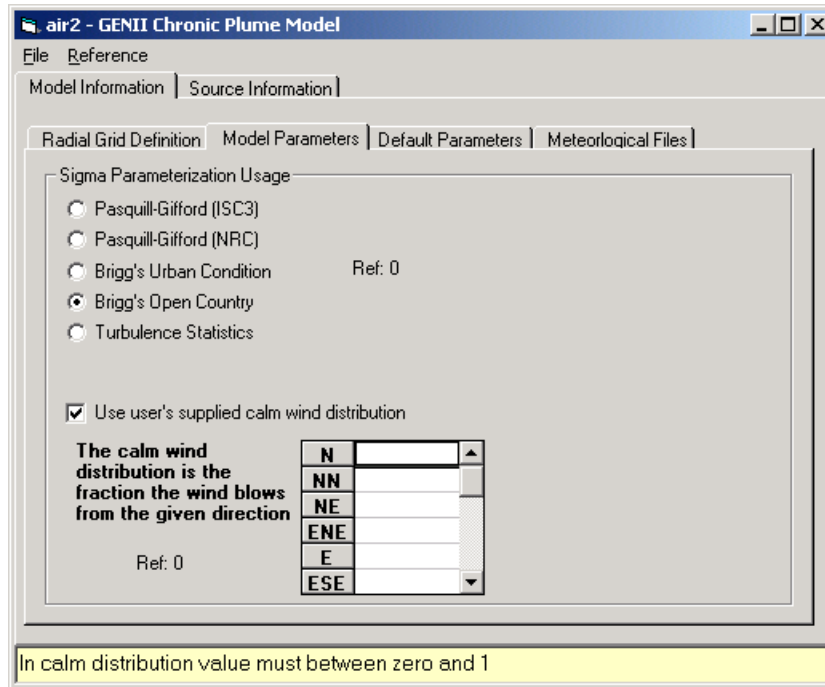 air2 - GENII Chronic Plume Model
File Reference
Model Information Source Information
Radial Grid Definition Model Parameters Default Parameters Meteorlogical Files
Sigma Parameterization Usage
Pasquill-Gifford (ISC3)
Pasquill-Gifford (NRC)
Brigg's Urban Condition Ref: 0
Brigg's Open Country
Turbulence Statistics
Use user's supplied calm wind distribution
The calm wind
distribution is the
fraction the wind blows
from the given direction
Ref: 0
N
NN
NE
ENE
E
ESE
In calm distribution value must between zero and 1